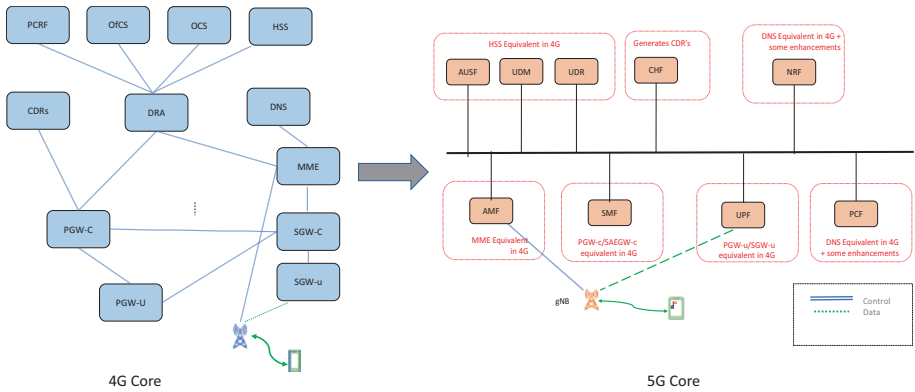 PCRF
OfCS
OCS
HSS
CDRs
DRA
DNS
MME
PGW-C
SGW-C
PGW-U
SGW-u
4G Core
HSS Equivalent in 4G
AUSF
UDM
UDR
Generates CDR's
CHF
DNS Equivalent in 4G +
some enhancements
NRF
AMF
MME Equivalent
in 4G
SMF
PGW-c/SAEGW-c
equivalent in 4G
UPF
PGW-u/SGW-u
equivalent in 4G
PCF
DNS Equivalent in 4G
+ some enhancements
gNB
Control
Data
5G Core